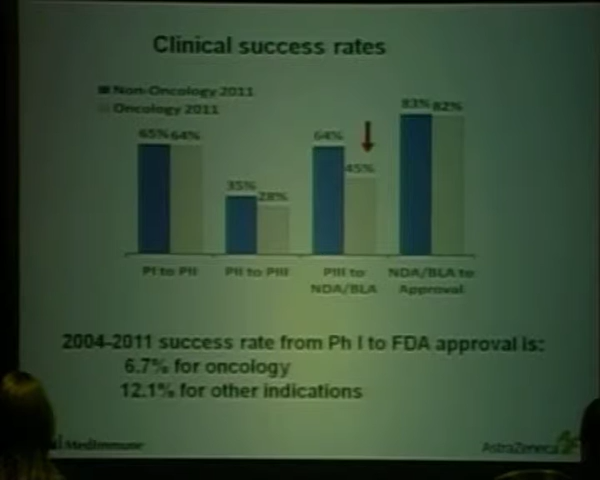 Clinical success rates
Non-Oncology 2011
Oncology 2011
65% 64%
35% 28%
64% 45%
83% 82%
PI to PII
PII to PIII
PIII to NDA/BLA
NDA/BLA to Approval
2004-2011 success rate from Ph I to FDA approval is:
6.7% for oncology
12.1% for other indications
MedImmune
AstraZeneca